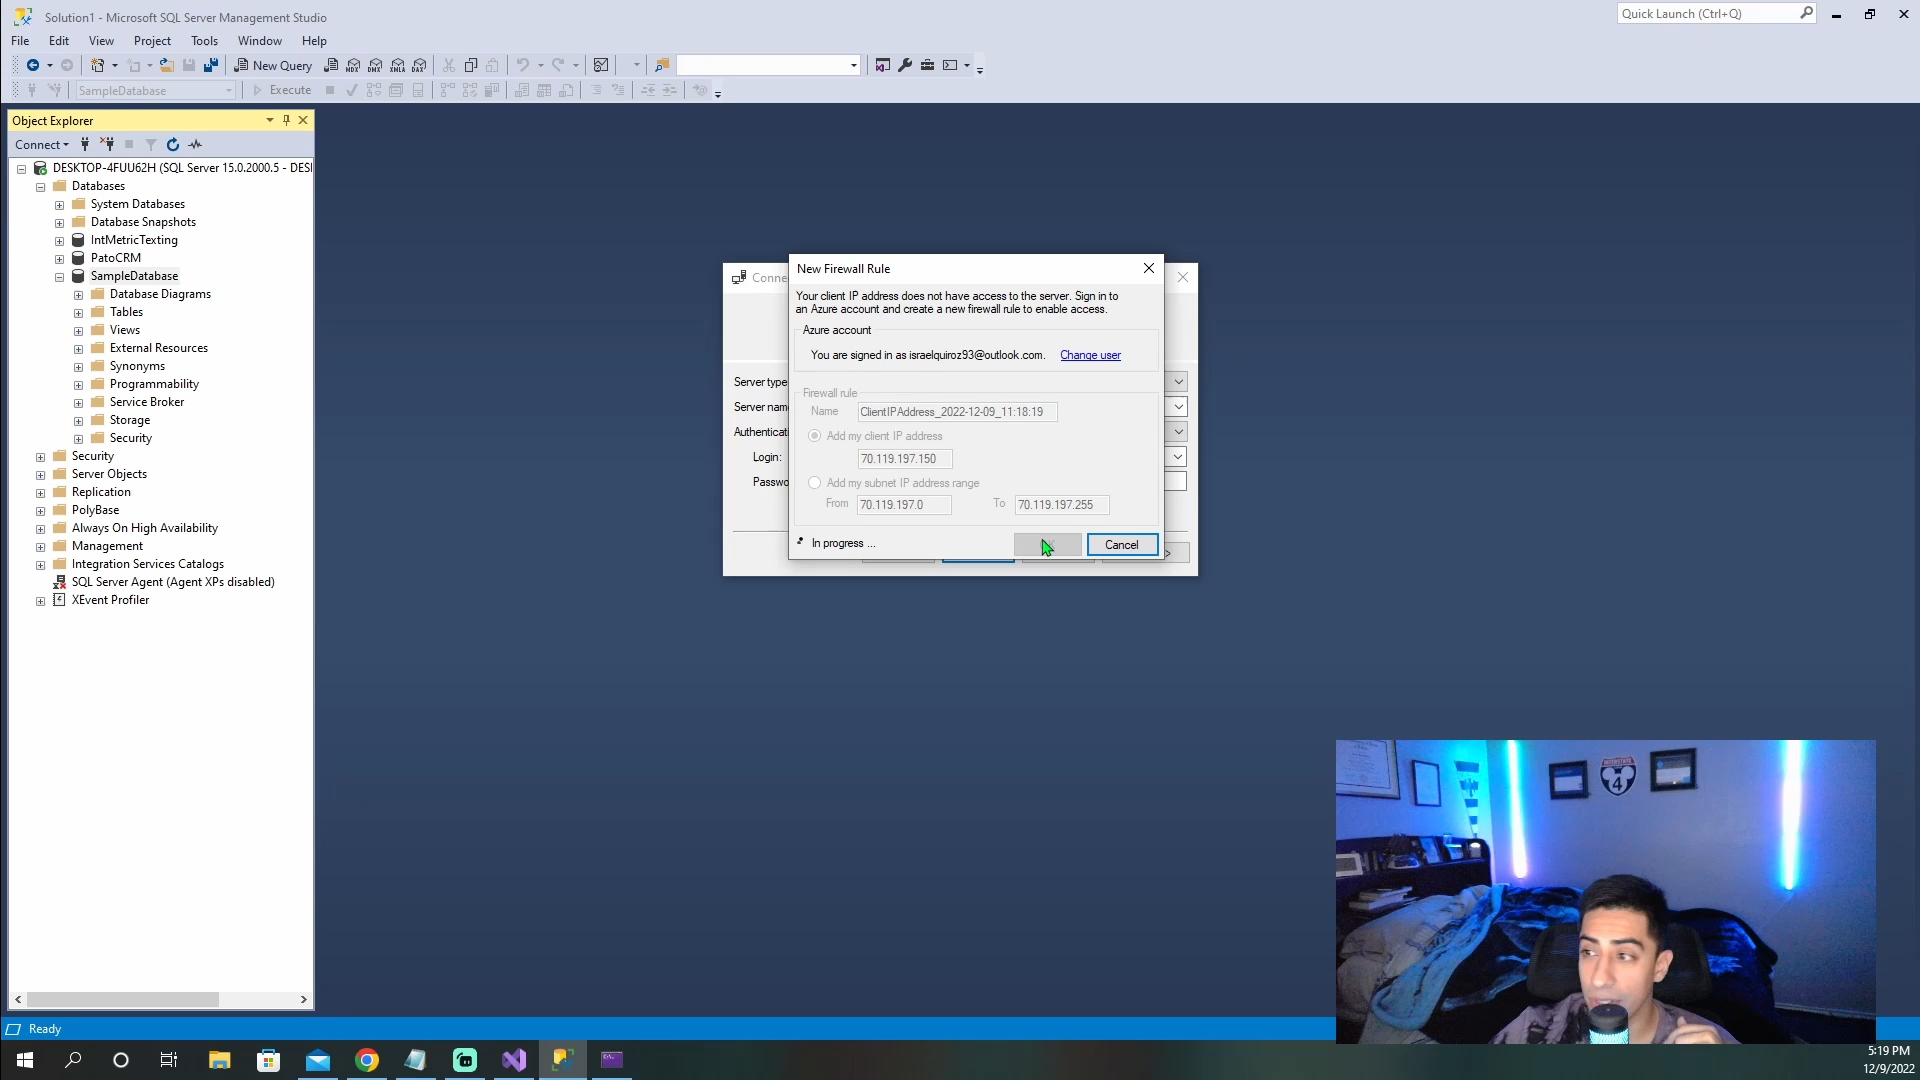 Solution1 - Microsoft SQL Server Management Studio
Quick Launch (Ctrl+Q)
File Edit View Project Tools Window Help
New Query MDX DMX XMLA DAX
SampleDatabase Execute
Object Explorer
Connect
DESKTOP-4FUU62H (SQL Server 15.0.2000.5 - DESI
Databases
System Databases
Database Snapshots
IntMetricTexting
PatoCRM
SampleDatabase
Database Diagrams
Tables
Views
External Resources
Synonyms
Programmability
Service Broker
Storage
Security
Security
Server Objects
Replication
PolyBase
Always On High Availability
Management
Integration Services Catalogs
SQL Server Agent (Agent XPs disabled)
XEvent Profiler
Conne
Server type
Server nam
Authenticati
Login:
Passwo
>
New Firewall Rule
Your client IP address does not have access to the server. Sign in to
an Azure account and create a new firewall rule to enable access.
Azure account
You are signed in as israelquiroz93@outlook.com. Change user
Firewall rule
Name ClientIPAddress_2022-12-09_11:18:19
Add my client IP address
70.119.197.150
Add my subnet IP address range
From 70.119.197.0 To 70.119.197.255
In progress ...
Cancel
INTERSTATE
4
Ready
5:19 PM
12/9/2022